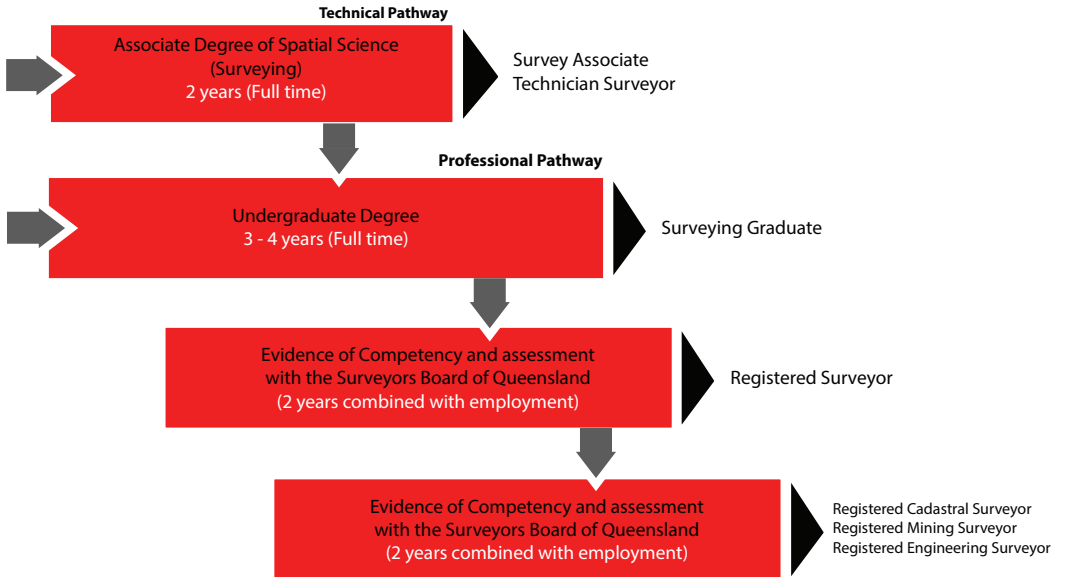 Technical Pathway
Associate Degree of Spatial Science
(Surveying)
2 years (Full time)
Survey Associate
Technician Surveyor
Professional Pathway
Undergraduate Degree
3 - 4 years (Full time)
Surveying Graduate
Evidence of Competency and assessment
with the Surveyors Board of Queensland
(2 years combined with employment)
Registered Surveyor
Evidence of Competency and assessment
with the Surveyors Board of Queensland
(2 years combined with employment)
Registered Cadastral Surveyor
Registered Mining Surveyor
Registered Engineering Surveyor